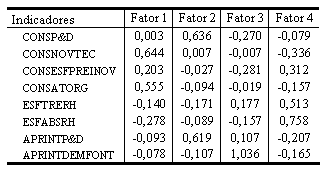 Indicadores Fator 1 Fator 2 Fator 3 Fator 4
CONSP&D 0,003 0,636 -0,270 -0,079
CONSNOVTEC 0,644 0,007 -0,007 -0,336
CONSESFPREINOV 0,203 -0,027 -0,281 0,312
CONSATORG 0,555 -0,094 -0,019 -0,157
ESFTRERH -0,140 -0,171 0,177 0,513
ESFABSRH -0,278 -0,089 -0,157 0,758
APRINTP&D -0,093 0,619 0,107 -0,207
APRINTDEMFONT -0,078 -0,107 1,036 -0,165